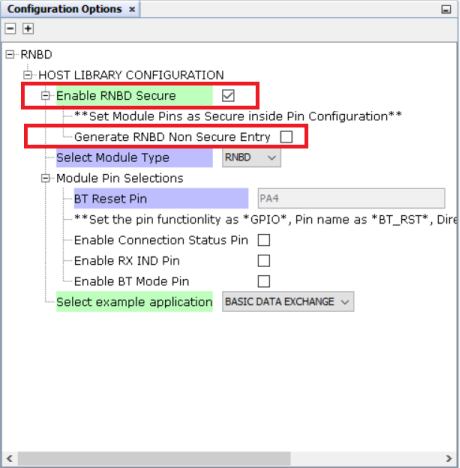 Configuration Options ×
RNBD
HOST LIBRARY CONFIGURATION
Enable RNBD Secure
**Set Module Pins as Secure inside Pin Configuration**
Generate RNBD Non Secure Entry
Select Module Type RNBD
Module Pin Selections
BT Reset Pin PA4
**Set the pin functionlity as *GPIO*, Pin name as *BT_RST*, Dire
Enable Connection Status Pin
Enable RX IND Pin
Enable BT Mode Pin
Select example application BASIC DATA EXCHANGE